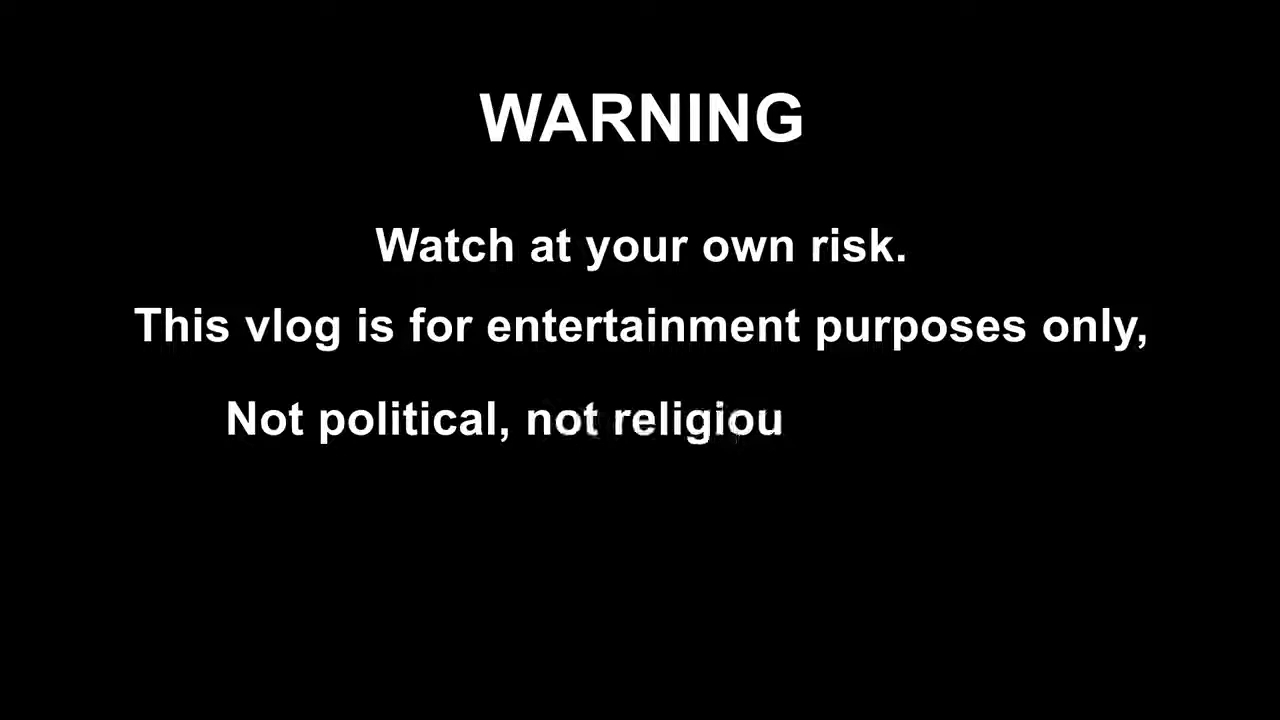 WARNING
Watch at your own risk.
This vlog is for entertainment purposes only,
Not political, not religiou